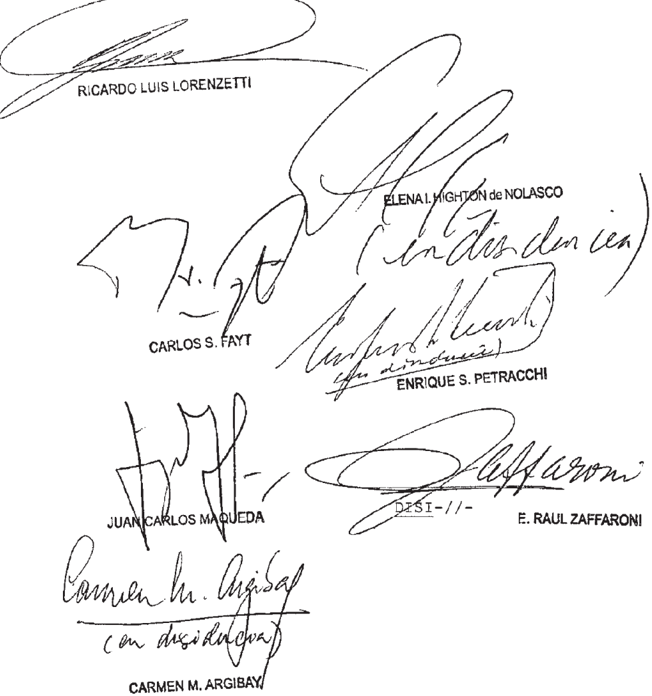 RICARDO LUIS LORENZETTI
ELENA I. HIGHTON de NOLASCO
(en disidencia)
CARLOS S. FAYT
(en disidencia)
ENRIQUE S. PETRACCHI
JUAN CARLOS MAQUEDA
Zaffaroni
DISI-//-
E. RAUL ZAFFARONI
Carmen M. Argibay
(en disidencia)
CARMEN M. ARGIBAY